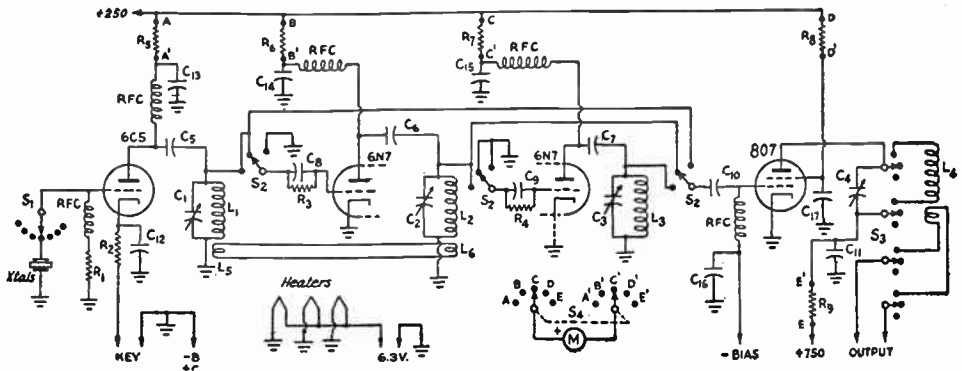 +250 A B C D
R5 R6 R7 R8
A' B' C' D'
C13 RFC C14 C15 RFC
RFC
6C5 C5 C6 6N7 6N7 C7 807
S1 RFC C1 L1 S2 C8 R3 C2 L2 S2 C9 R4 C3 L3 S2 C10 RFC C17 C4 L4
Xtals R1 R2 C12 L5 L6 C16 C11 S3
Heaters
A B C D E A' B' C' D' E' S4
+ M
E' R9 E
KEY -B +C 6.3V. -BIAS +750 OUTPUT